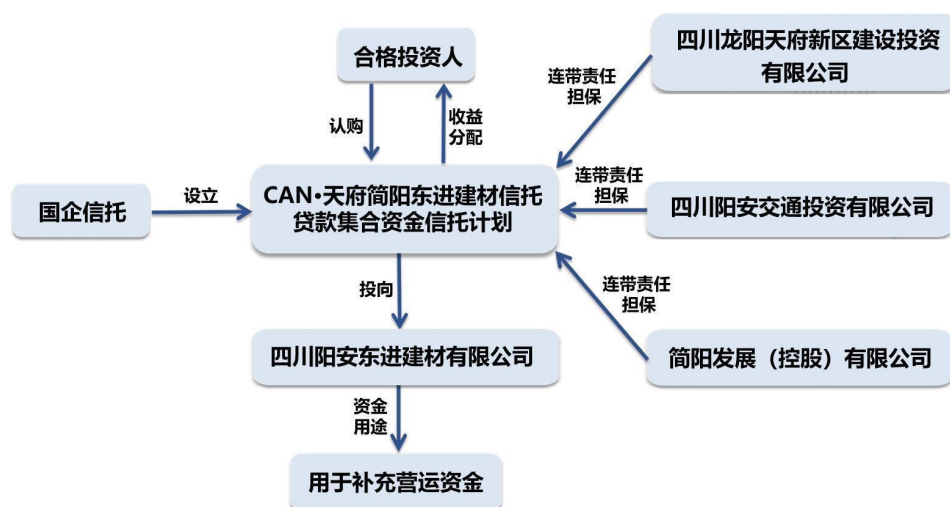 合格投资人
四川龙阳天府新区建设投资
有限公司
连带责任
担保
认购
收益
分配
国企信托
设立
CAN·天府简阳东进建材信托
贷款集合资金信托计划
连带责任
担保
四川阳安交通投资有限公司
投向
连带责任
担保
四川阳安东进建材有限公司
简阳发展（控股）有限公司
资金
用途
用于补充营运资金